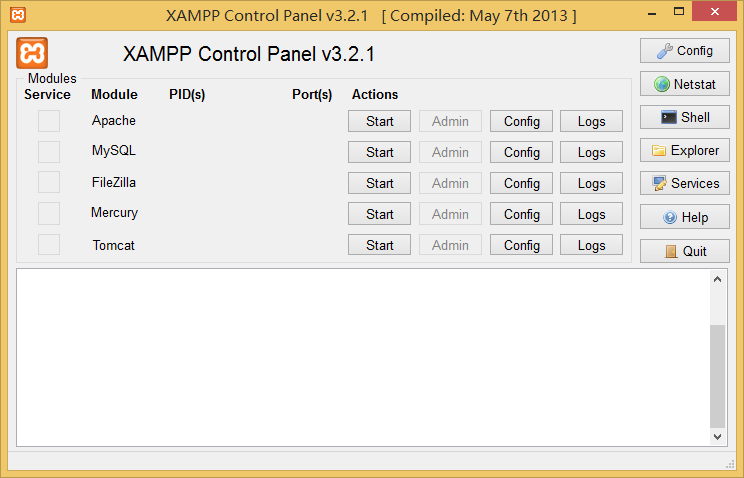 XAMPP Control Panel v3.2.1 [ Compiled: May 7th 2013 ]
XAMPP Control Panel v3.2.1
Config
Modules
Service Module PID(s) Port(s) Actions
Netstat
Apache Start Admin Config Logs
Shell
MySQL Start Admin Config Logs
Explorer
FileZilla Start Admin Config Logs
Services
Mercury Start Admin Config Logs
Help
Tomcat Start Admin Config Logs
Quit